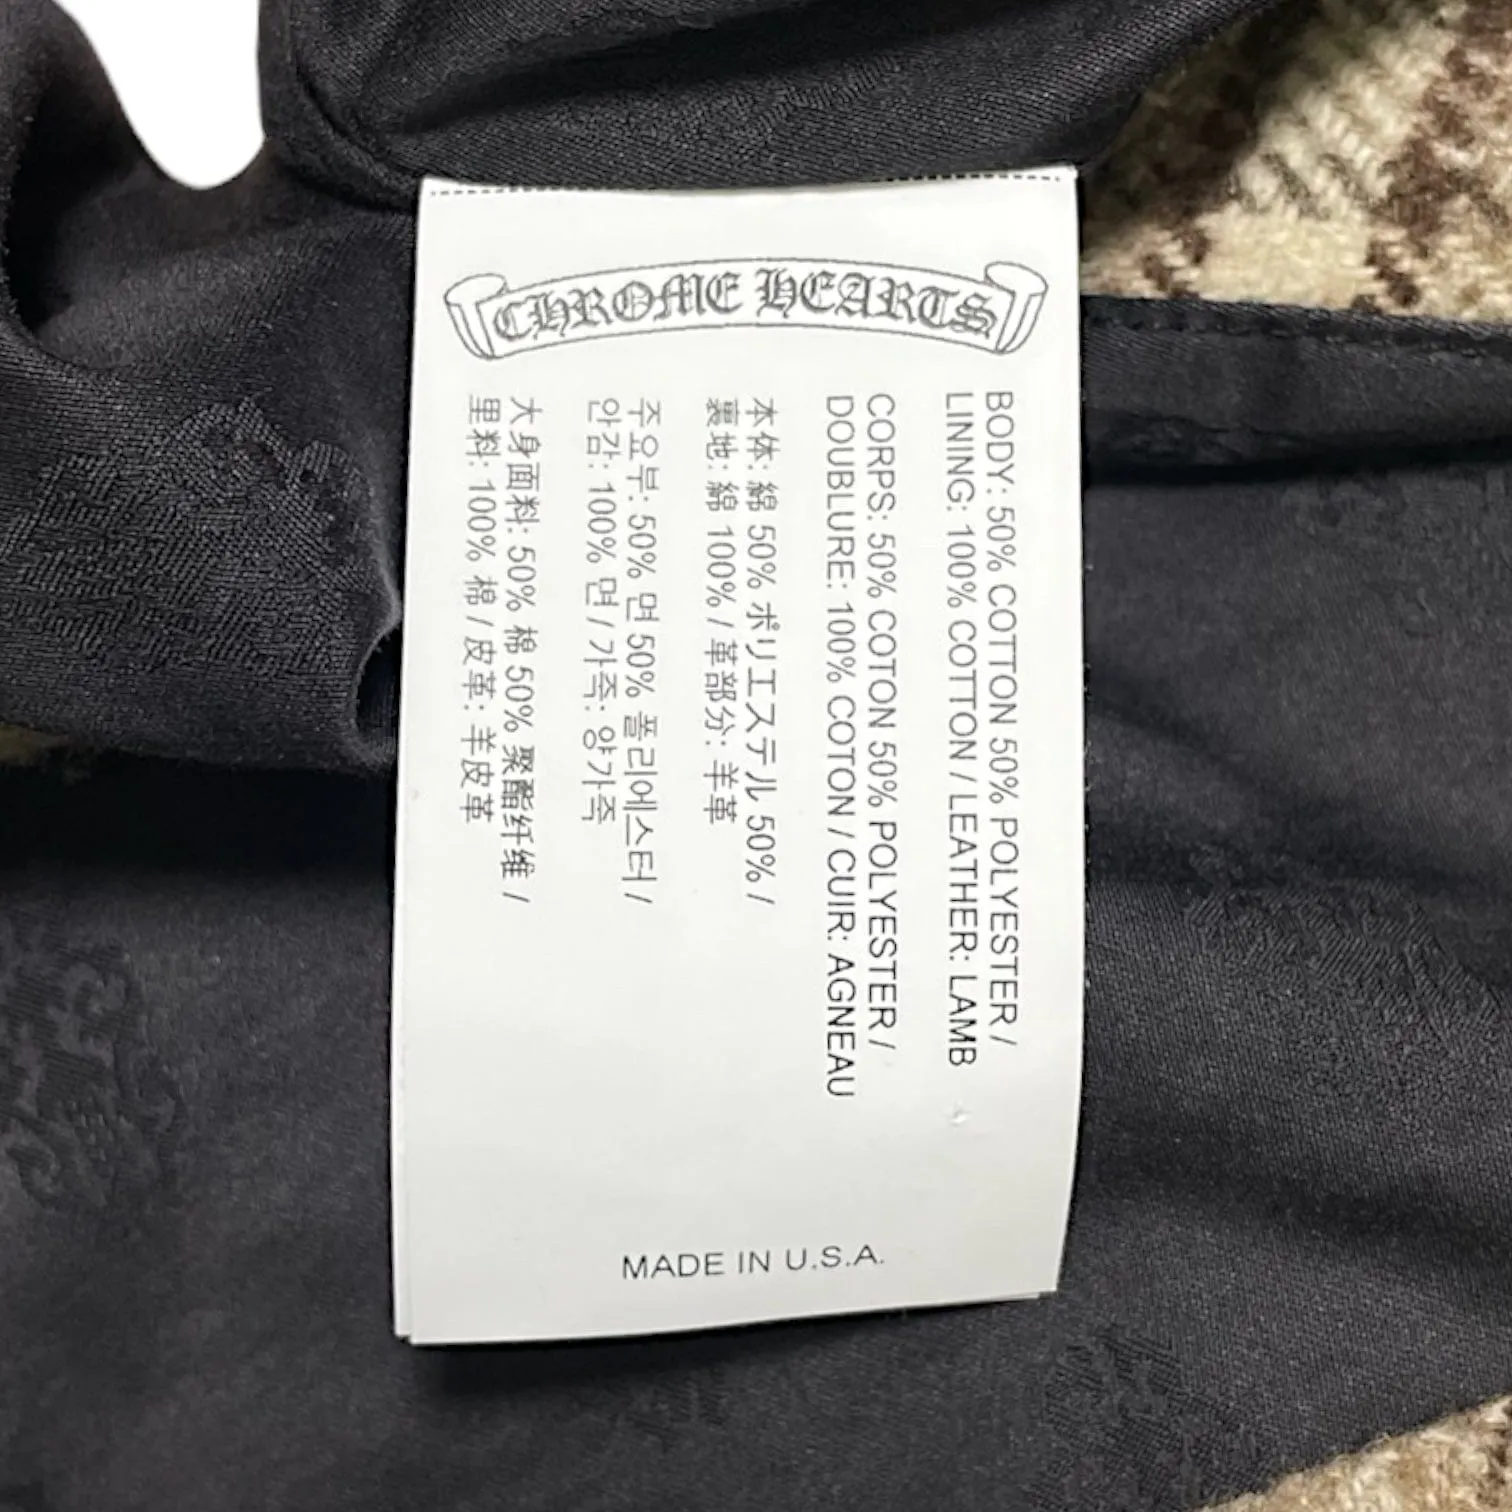 CHROME HEARTS
BODY: 50% COTTON 50% POLYESTER /
LINING: 100% COTTON / LEATHER: LAMB
CORPS: 50% COTON 50% POLYESTER /
DOUBLURE: 100% COTON / CUIR: AGNEAU
本体: 綿 50% ポリエステル 50% /
裏地: 綿 100% / 革部分: 羊革
주요부: 50% 면 50% 폴리에스터 /
안감: 100% 면 / 가죽: 양가죽
大身面料: 50% 棉 50% 聚酯纤维 /
里料: 100% 棉 / 皮革: 羊皮革
MADE IN U.S.A.